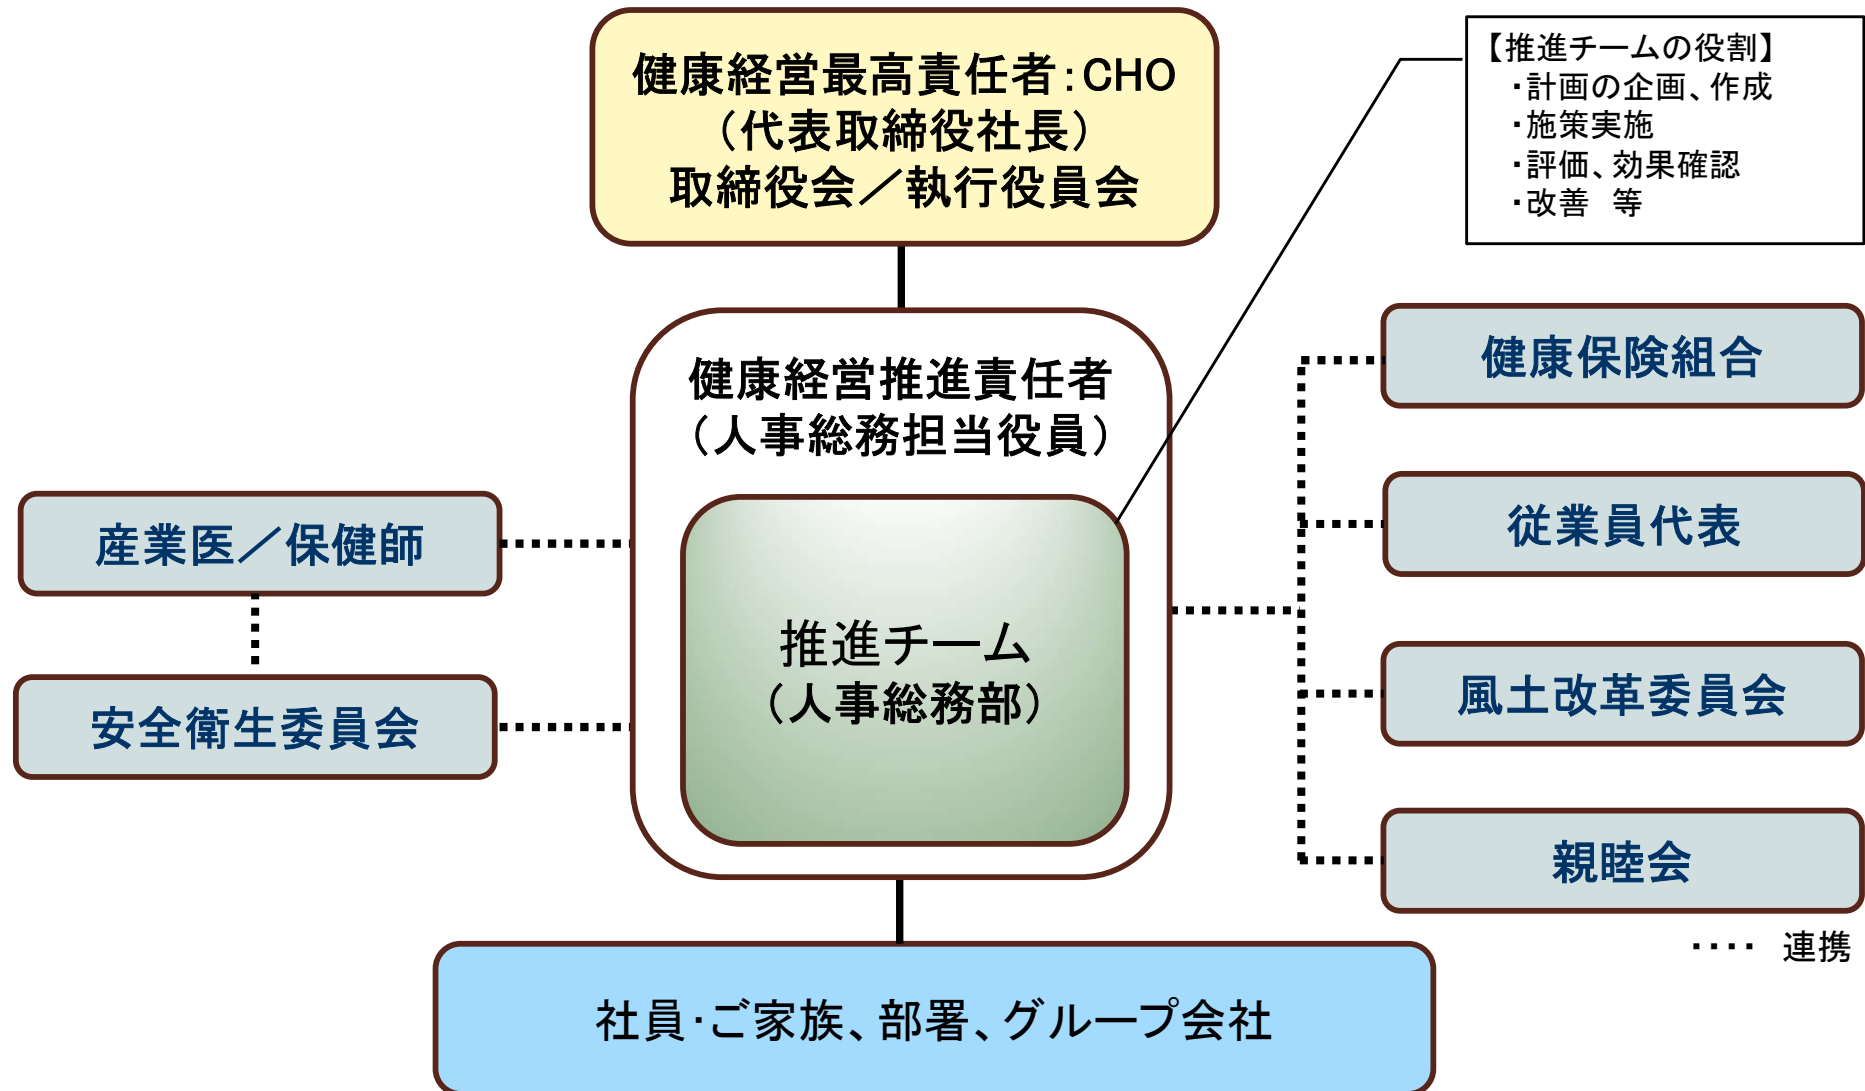 健康経営最高責任者:CHO
(代表取締役社長)
取締役会/執行役員会
【推進チームの役割】
・計画の企画、作成
・施策実施
・評価、効果確認
・改善 等
健康経営推進責任者
(人事総務担当役員)
推進チーム
(人事総務部)
産業医/保健師
安全衛生委員会
健康保険組合
従業員代表
風土改革委員会
親睦会
・・・・ 連携
社員・ご家族、部署、グループ会社